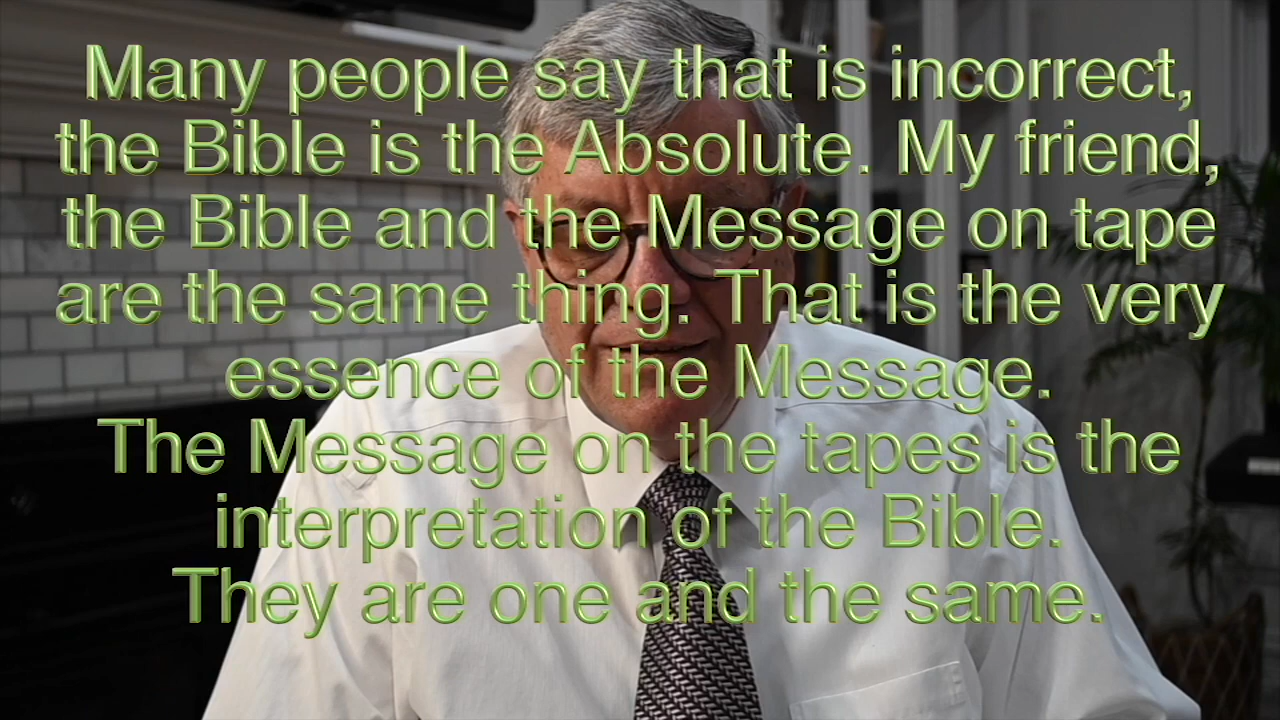 Many people say that is incorrect,
the Bible is the Absolute. My friend,
the Bible and the Message on tape
are the same thing. That is the very
essence of the Message.
The Message on the tapes is the
interpretation of the Bible.
They are one and the same.